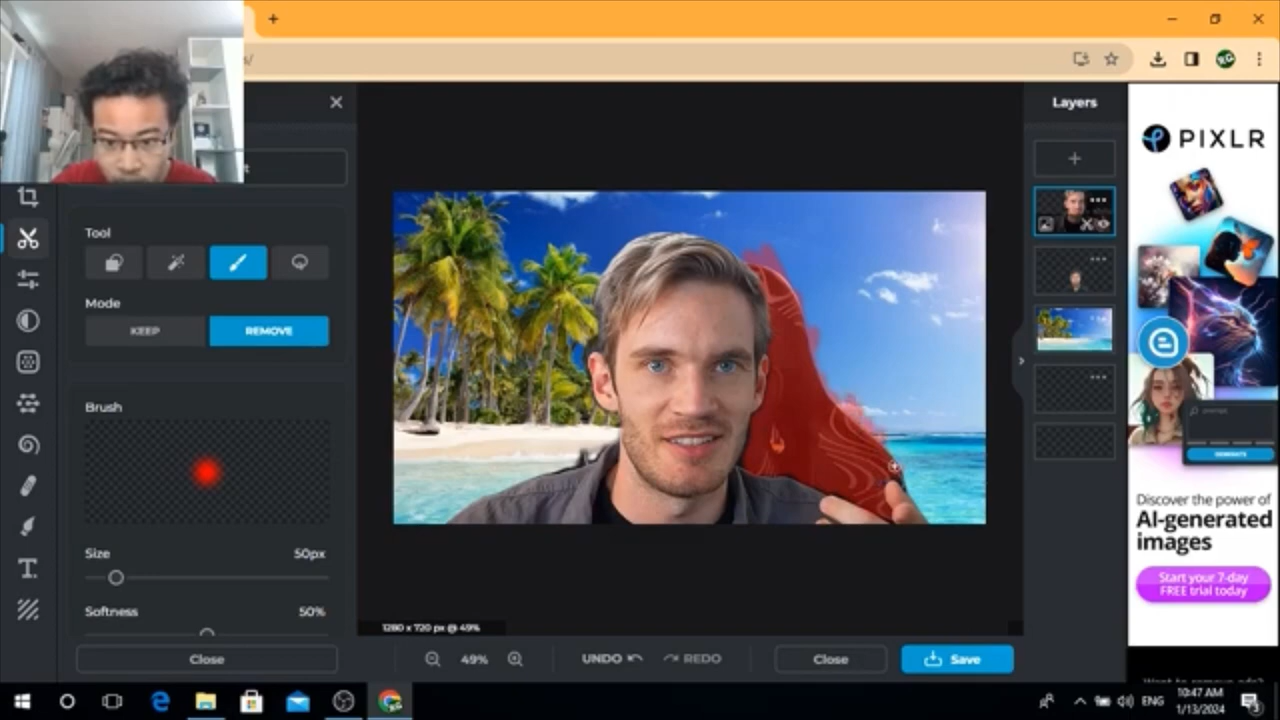 Layers
PIXLR
Tool
Mode
KEEP
REMOVE
Brush
Size 50px
Softness 50%
Close
1280 x 720 px @ 49%
49%
UNDO
REDO
Close
Save
GENERATE
Discover the power of
AI-generated
images
Start your 7-day
FREE trial today
RG
ENG
10:47 AM
1/13/2024